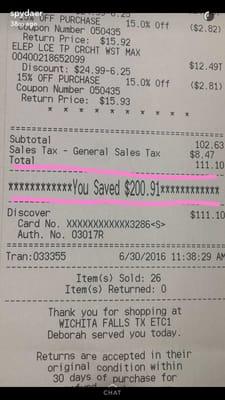 spydaer
38m ago
15% OFF PURCHASE 15.0% Off ($2.82)
Coupon Number 050435
Return Price: $15.92
ELEP LCE TP CRCHT WST MAX
00400218652099 $12.49T
Discount: $24.99-6.25
15% OFF PURCHASE 15.0% Off ($2.81)
Coupon Number 050435
Return Price: $15.93
* * * * * * * * * *
Subtotal 102.63
Sales Tax - General Sales Tax $8.47
Total 111.10
************You Saved $200.91************
Discover $111.10
Card No. XXXXXXXXXXXX3286<S>
Auth. No. 03017R
Tran:033355 6/30/2016 11:38:29 AM
Item(s) Sold: 26
Item(s) Returned: 0
Thank you for shopping at
WICHITA FALLS TX ETC1
Deborah served you today.
Returns are accepted in their
original condition within
30 days of purchase for
CHAT